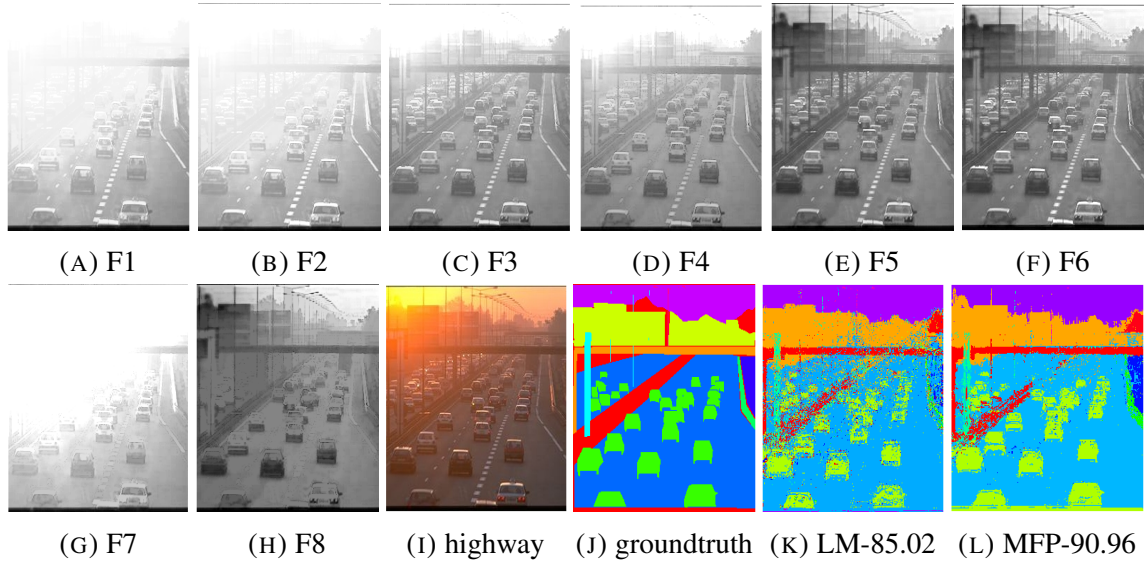 (A) F1 (B) F2 (C) F3 (D) F4 (E) F5 (F) F6
(G) F7 (H) F8 (I) highway (J) groundtruth (K) LM-85.02 (L) MFP-90.96